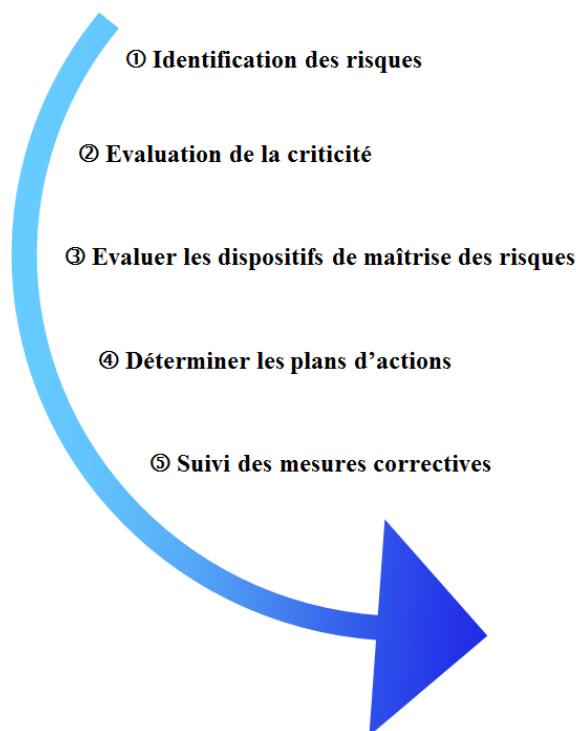 ① Identification des risques
② Evaluation de la criticité
③ Evaluer les dispositifs de maîtrise des risques
④ Déterminer les plans d’actions
⑤ Suivi des mesures correctives